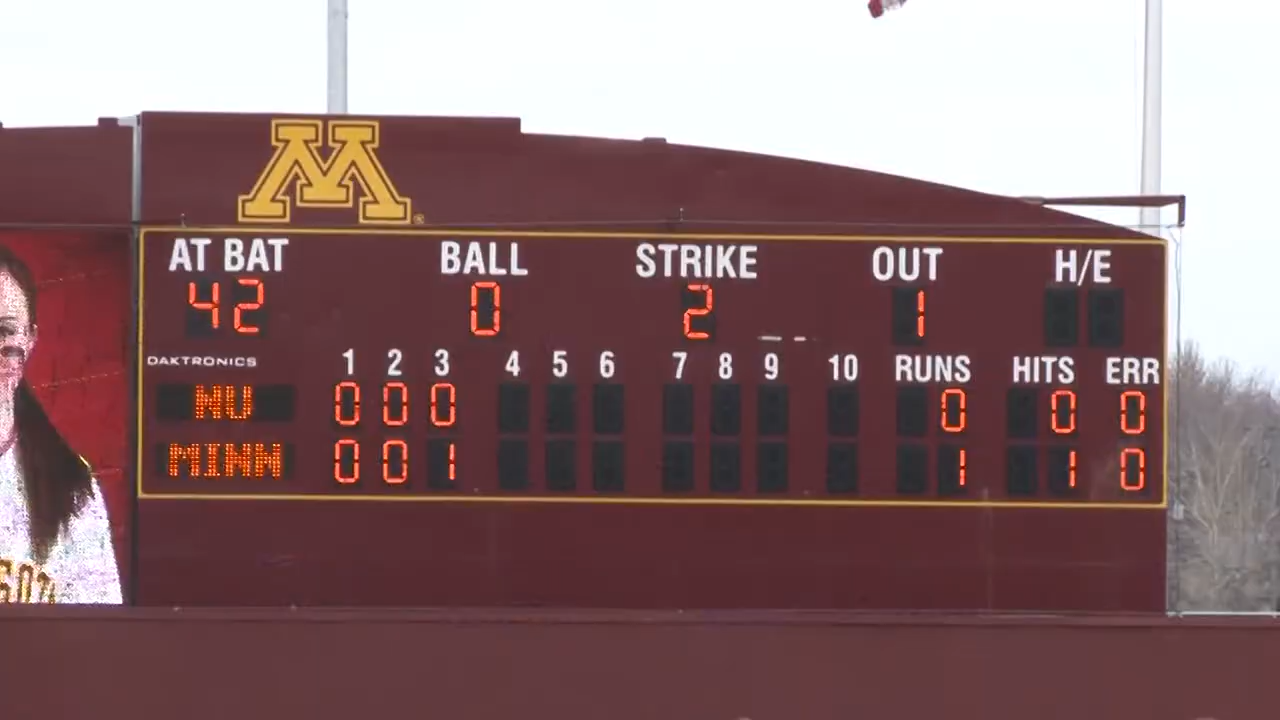 M
AT BAT BALL STRIKE OUT H/E
42 0 2 1
DAKTRONICS 1 2 3 4 5 6 7 8 9 10 RUNS HITS ERR
NU 0 0 0 0 0 0
MINN 0 0 1 1 1 0